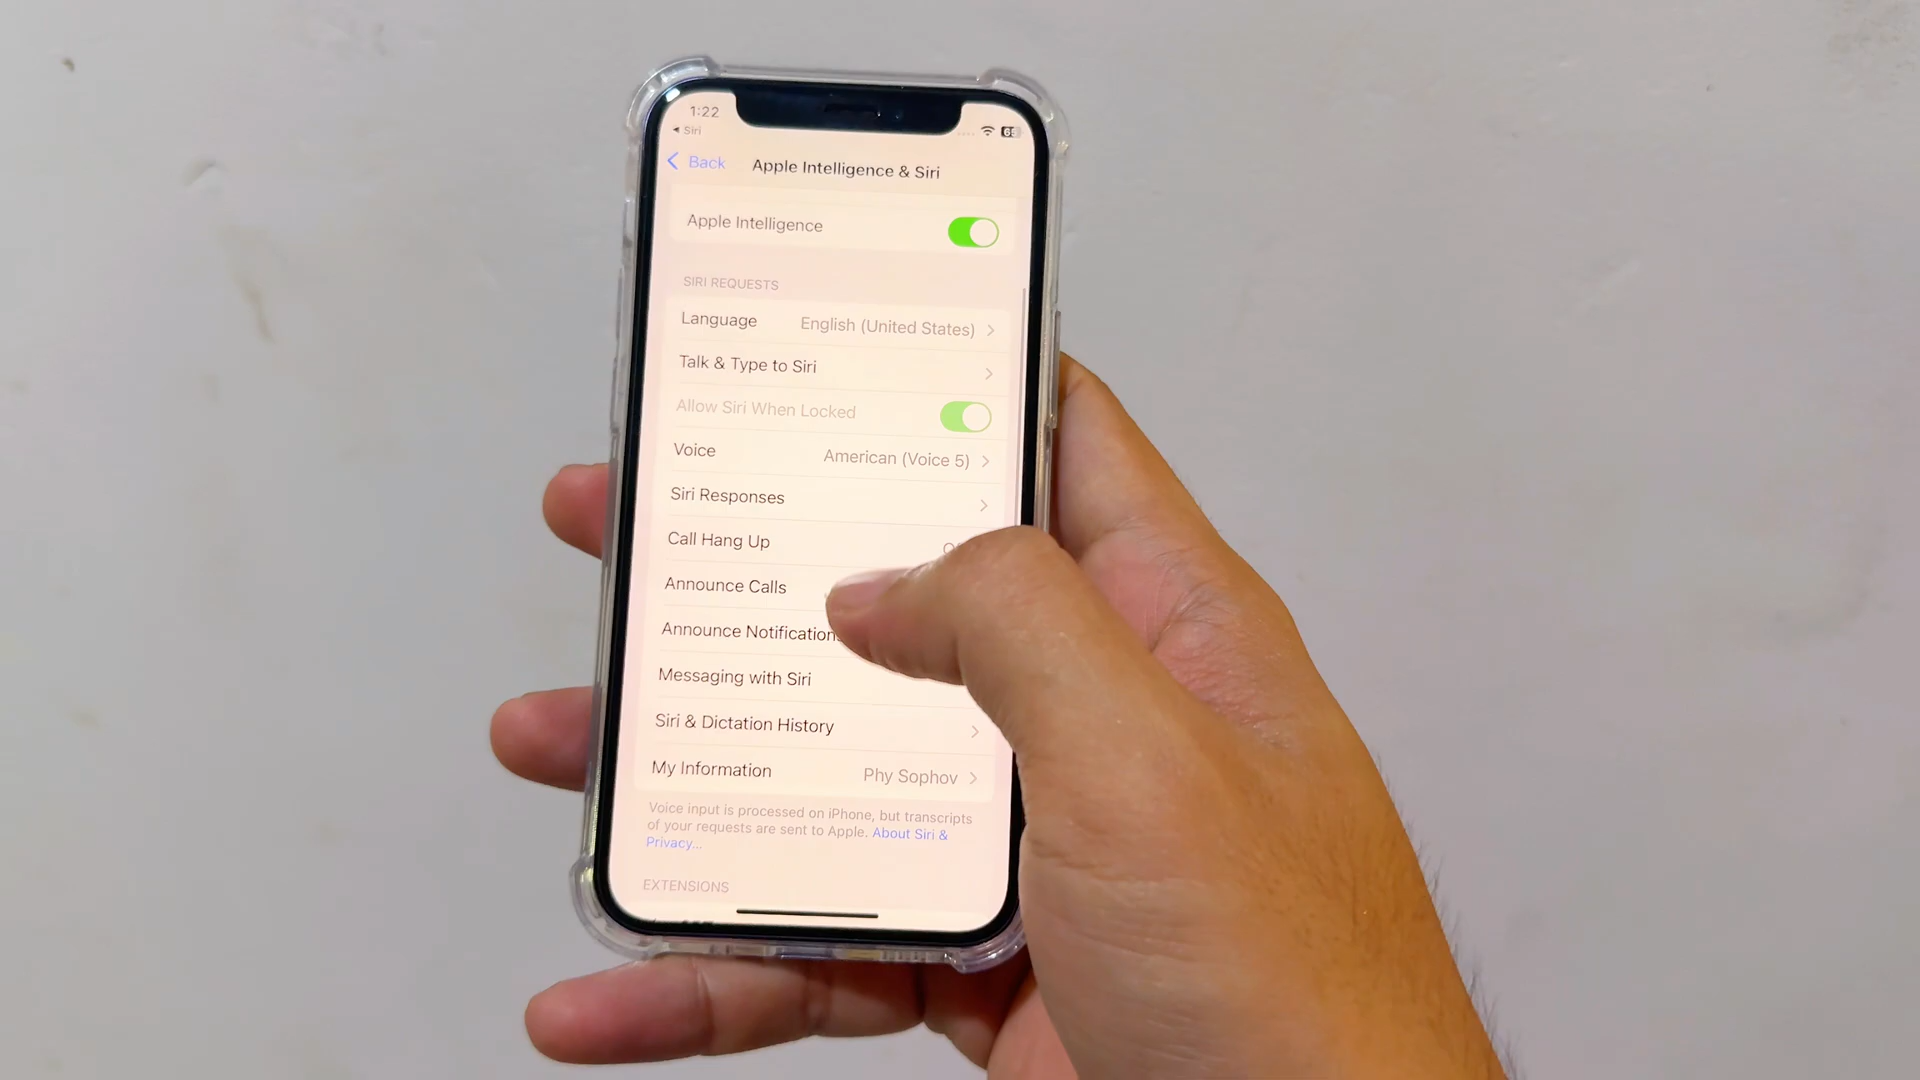 1:22
◂ Siri
Back
Apple Intelligence & Siri
Apple Intelligence
SIRI REQUESTS
Language English (United States)
Talk & Type to Siri
Allow Siri When Locked
Voice American (Voice 5)
Siri Responses
Call Hang Up
Announce Calls
Announce Notification
Messaging with Siri
Siri & Dictation History
My Information Phy Sophov
Voice input is processed on iPhone, but transcripts
of your requests are sent to Apple. About Siri &
Privacy...
EXTENSIONS